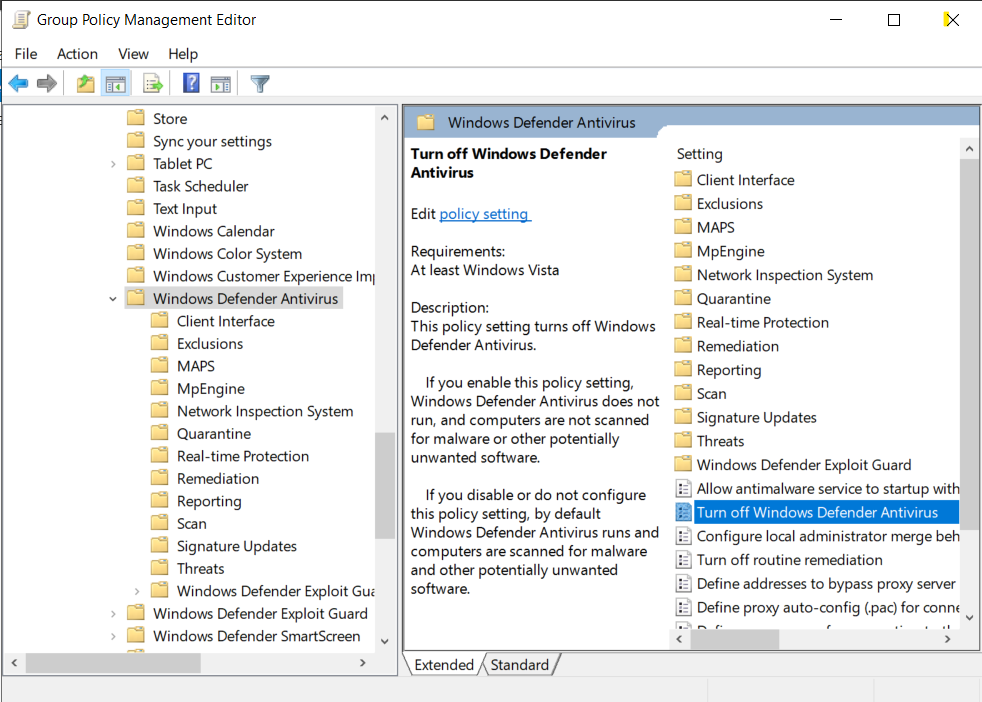 Group Policy Management Editor
File Action View Help
Store
Sync your settings
Tablet PC
Task Scheduler
Text Input
Windows Calendar
Windows Color System
Windows Customer Experience
Windows Defender Antivirus
Client Interface
Exclusions
MAPS
MpEngine
Network Inspection System
Quarantine
Real-time Protection
Remediation
Reporting
Scan
Signature Updates
Threats
Windows Defender Exploit
Windows Defender Exploit Guard
Windows Defender SmartScreen
Windows Defender Antivirus
Turn off Windows Defender
Antivirus
Edit policy setting
Requirements:
At least Windows Vista
Description:
This policy setting turns off Windows
Defender Antivirus.
If you enable this policy setting,
Windows Defender Antivirus does not
run, and computers are not scanned
for malware or other potentially
unwanted software.
If you disable or do not configure
this policy setting, by default
Windows Defender Antivirus runs and
computers are scanned for malware
and other potentially unwanted
software.
Setting
Client Interface
Exclusions
MAPS
MpEngine
Network Inspection System
Quarantine
Real-time Protection
Remediation
Reporting
Scan
Signature Updates
Threats
Windows Defender Exploit Guard
Allow antimalware service to startup with
Turn off Windows Defender Antivirus
Configure local administrator merge beh
Turn off routine remediation
Define addresses to bypass proxy server
Define proxy auto-config (.pac) for conne
Extended Standard